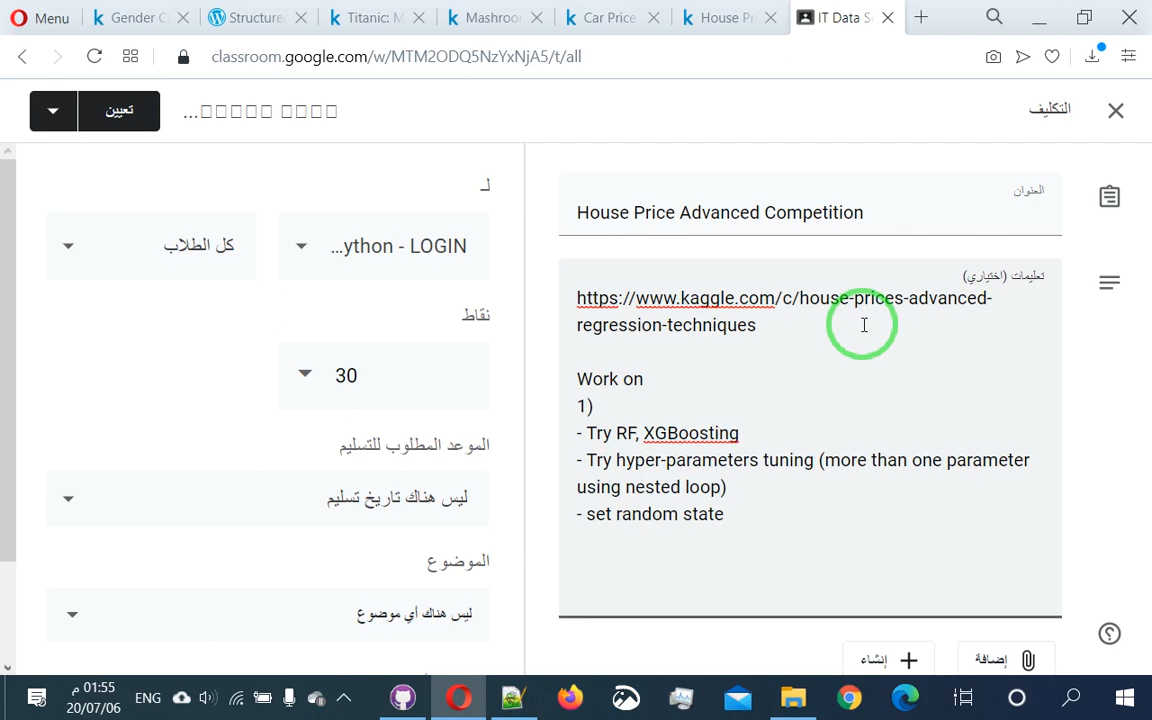 Menu
Gender C
Structure
Titanic: M
Mashroo
Car Price
House Pr
IT Data S
classroom.google.com/w/MTM2ODQ5NzYxNjA5/t/all
التكليف
تعيين
العنوان
House Price Advanced Competition
تعليمات (اختياري)
https://www.kaggle.com/c/house-prices-advanced-
regression-techniques
Work on
1)
- Try RF, XGBoosting
- Try hyper-parameters tuning (more than one parameter
using nested loop)
- set random state
إضافة
إنشاء
لـ
...ython - LOGIN
كل الطلاب
نقاط
30
الموعد المطلوب للتسليم
ليس هناك تاريخ تسليم
الموضوع
ليس هناك أي موضوع
01:55 م
20/07/06
ENG